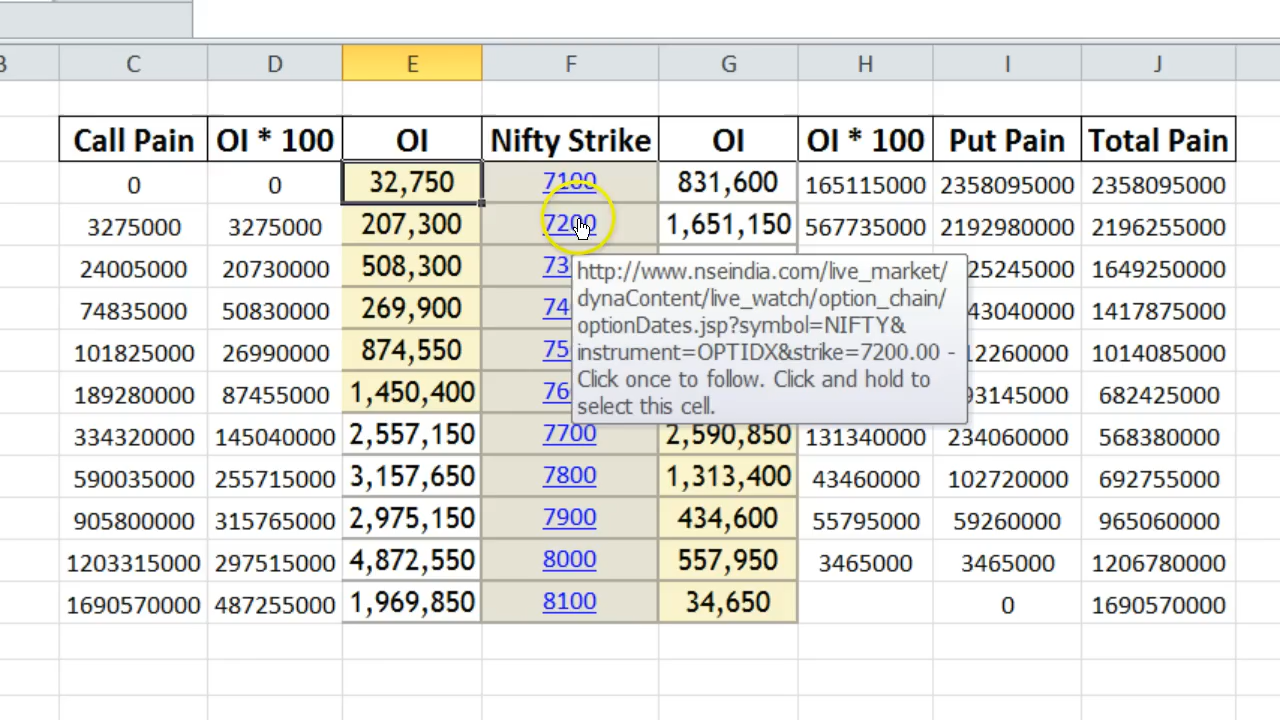 B C D E F G H I J
Call Pain OI * 100 OI Nifty Strike OI OI * 100 Put Pain Total Pain
0 0 32,750 7100 831,600 165115000 2358095000 2358095000
3275000 3275000 207,300 7200 1,651,150 567735000 2192980000 2196255000
24005000 20730000 508,300 73 25245000 1649250000
74835000 50830000 269,900 74 43040000 1417875000
101825000 26990000 874,550 75 12260000 1014085000
189280000 87455000 1,450,400 76 93145000 682425000
http://www.nseindia.com/live_market/
dynaContent/live_watch/option_chain/
optionDates.jsp?symbol=NIFTY&
instrument=OPTIDX&strike=7200.00 -
Click once to follow. Click and hold to
select this cell.
334320000 145040000 2,557,150 7700 2,590,850 131340000 234060000 568380000
590035000 255715000 3,157,650 7800 1,313,400 43460000 102720000 692755000
905800000 315765000 2,975,150 7900 434,600 55795000 59260000 965060000
1203315000 297515000 4,872,550 8000 557,950 3465000 3465000 1206780000
1690570000 487255000 1,969,850 8100 34,650 0 1690570000